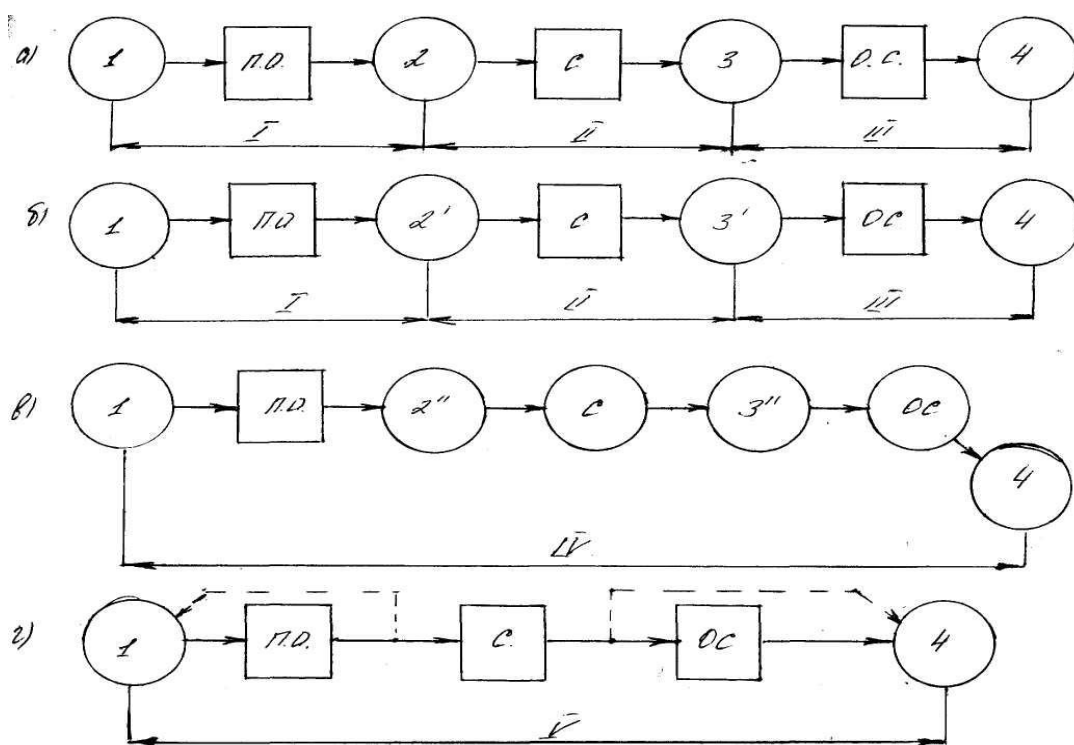 а) 1 П.О. 2 С 3 О.С. 4
I II III
б) 1 ПО 2' С 3' ОС 4
I II III
в) 1 П.О. 2" С 3" ОС
4
IV
г) 1 П.О. С. ОС 4
V